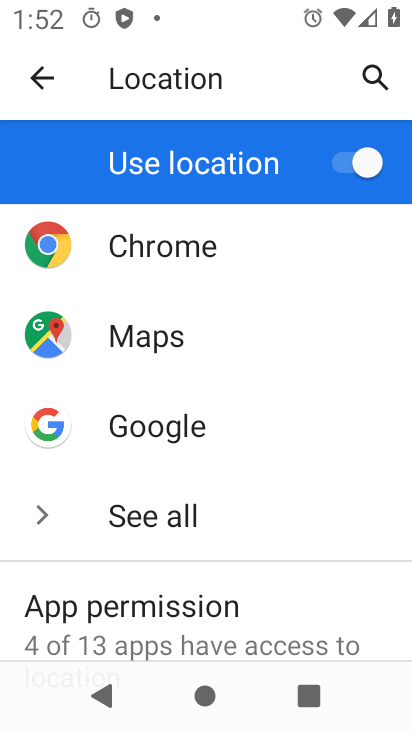 1:52
Location
Use location
Chrome
Maps
Google
See all
App permission
4 of 13 apps have access to
location